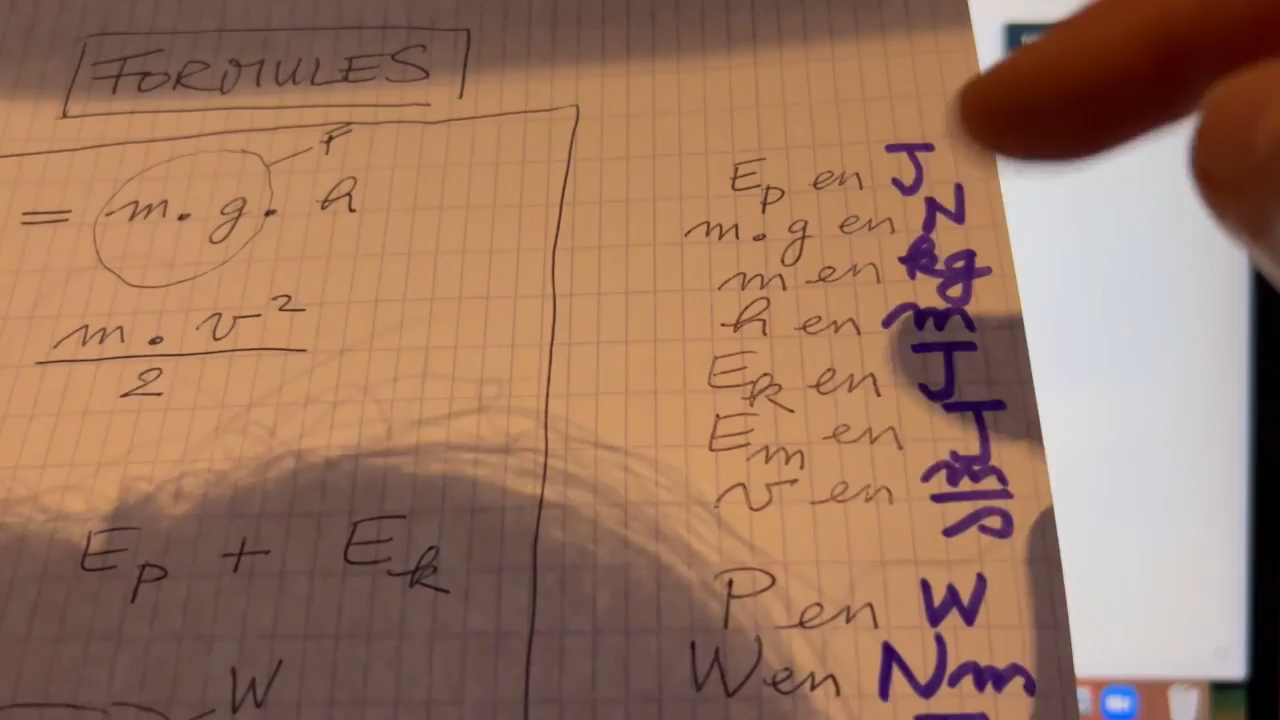 FORMULES
F
= m.g. h
m. v²
2
Ep + Ek
W
Ep en J
m.g en N
m en kg
h en m
Ek en J
Em en J
v en m/s
P en W
W en Nm